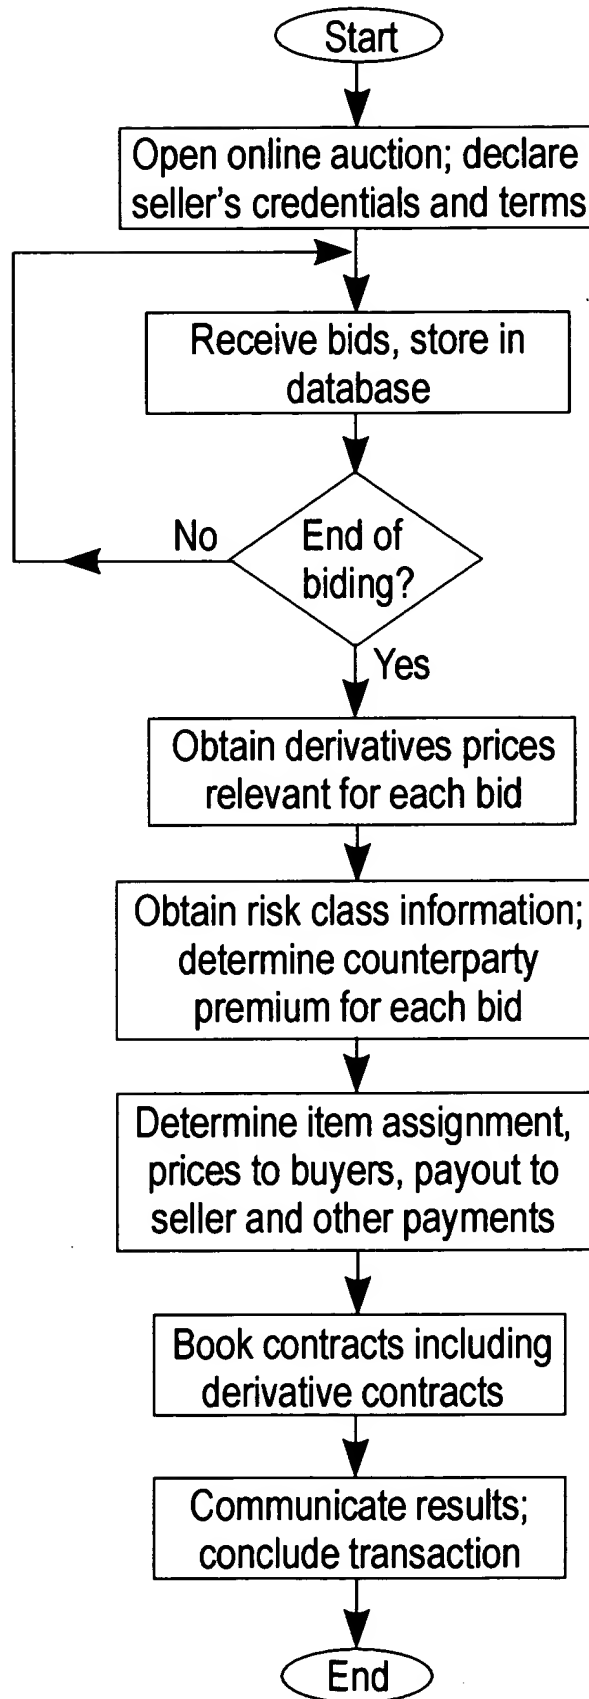 Start
Open online auction; declare
seller's credentials and terms
Receive bids, store in
database
No
End of
biding?
Yes
Obtain derivatives prices
relevant for each bid
Obtain risk class information;
determine counterparty
premium for each bid
Determine item assignment,
prices to buyers, payout to
seller and other payments
Book contracts including
derivative contracts
Communicate results;
conclude transaction
End